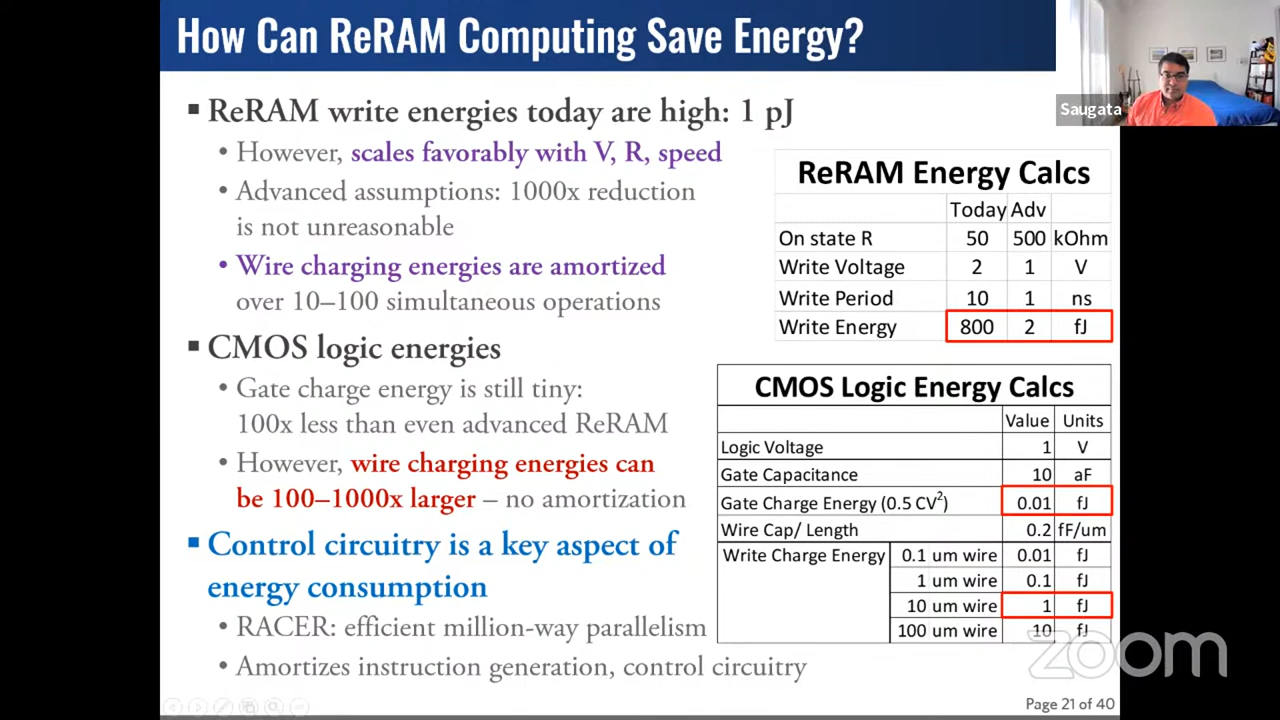 How Can ReRAM Computing Save Energy?
Saugata
▪ ReRAM write energies today are high: 1 pJ
• However, scales favorably with V, R, speed
• Advanced assumptions: 1000x reduction
is not unreasonable
• Wire charging energies are amortized
over 10–100 simultaneous operations
▪ CMOS logic energies
• Gate charge energy is still tiny:
100x less than even advanced ReRAM
• However, wire charging energies can
be 100–1000x larger – no amortization
▪ Control circuitry is a key aspect of
energy consumption
• RACER: efficient million-way parallelism
• Amortizes instruction generation, control circuitry
ReRAM Energy Calcs
Today Adv
On state R 50 500 kOhm
Write Voltage 2 1 V
Write Period 10 1 ns
Write Energy 800 2 fJ
CMOS Logic Energy Calcs
Value Units
Logic Voltage 1 V
Gate Capacitance 10 aF
Gate Charge Energy (0.5 CV²) 0.01 fJ
Wire Cap/ Length 0.2 fF/um
Write Charge Energy 0.1 um wire 0.01 fJ
1 um wire 0.1 fJ
10 um wire 1 fJ
100 um wire 10 fJ
zoom
Page 21 of 40